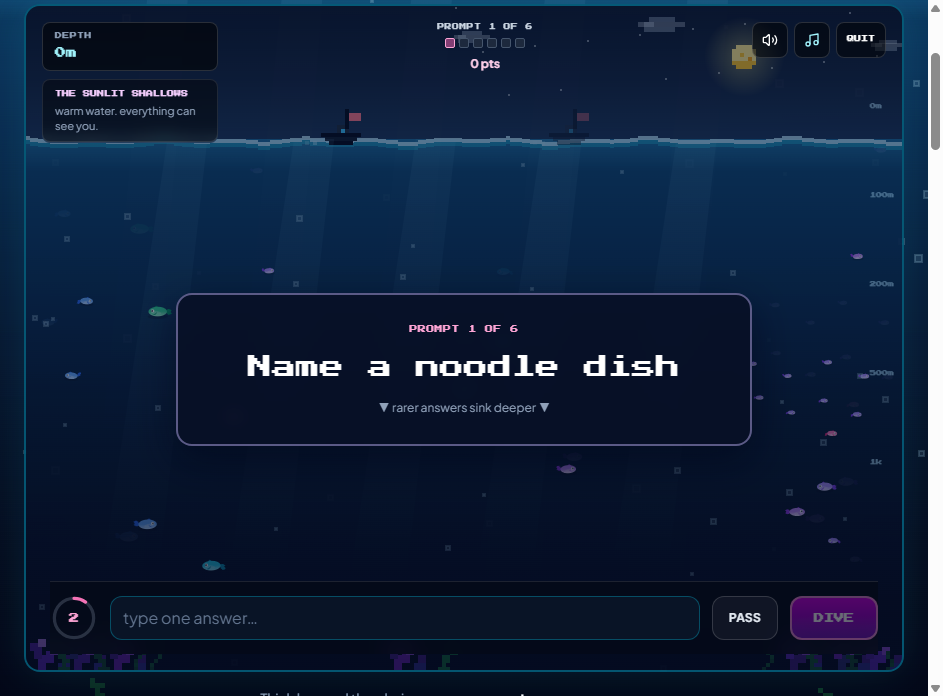 DEPTH
0m
THE SUNLIT SHALLOWS
warm water. everything can
see you.
PROMPT 1 OF 6
0 pts
QUIT
0m
100m
200m
500m
1k
PROMPT 1 OF 6
Name a noodle dish
▼ rarer answers sink deeper ▼
2
type one answer...
PASS
DIVE